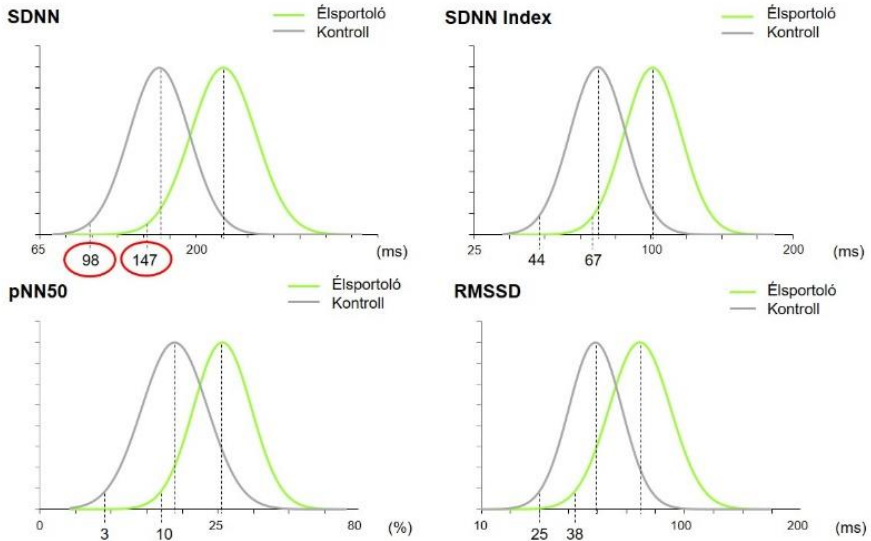 SDNN
Élsportoló
Kontroll
65
98
147
200
(ms)
SDNN Index
Élsportoló
Kontroll
25
44
67
100
200
(ms)
pNN50
Élsportoló
Kontroll
0
3
10
25
80
(%)
RMSSD
Élsportoló
Kontroll
10
25
38
100
200
(ms)